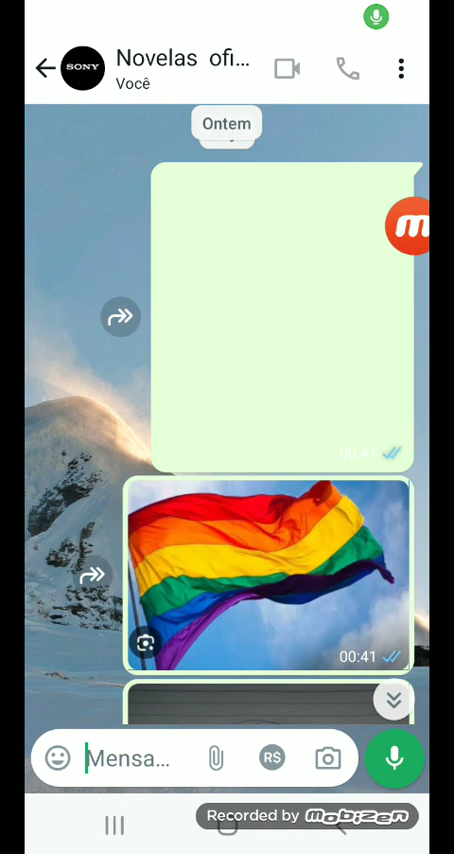 SONY
Novelas ofi...
Você
Ontem
00:41
00:41
Mensa...
R$
Recorded by MOBIZEN